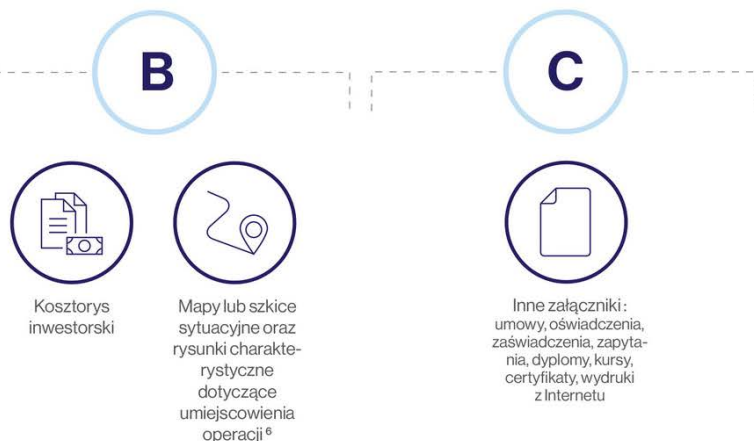 B
C
Kosztorys
inwestorski
Mapy lub szkice
sytuacyjne oraz
rysunki charakte-
rystyczne
dotyczące
umiejscowienia
operacji ⁶
Inne załączniki :
umowy, oświadczenia,
zaświadczenia, zapyta-
nia, dyplomy, kursy,
certyfikaty, wydruki
z Internetu